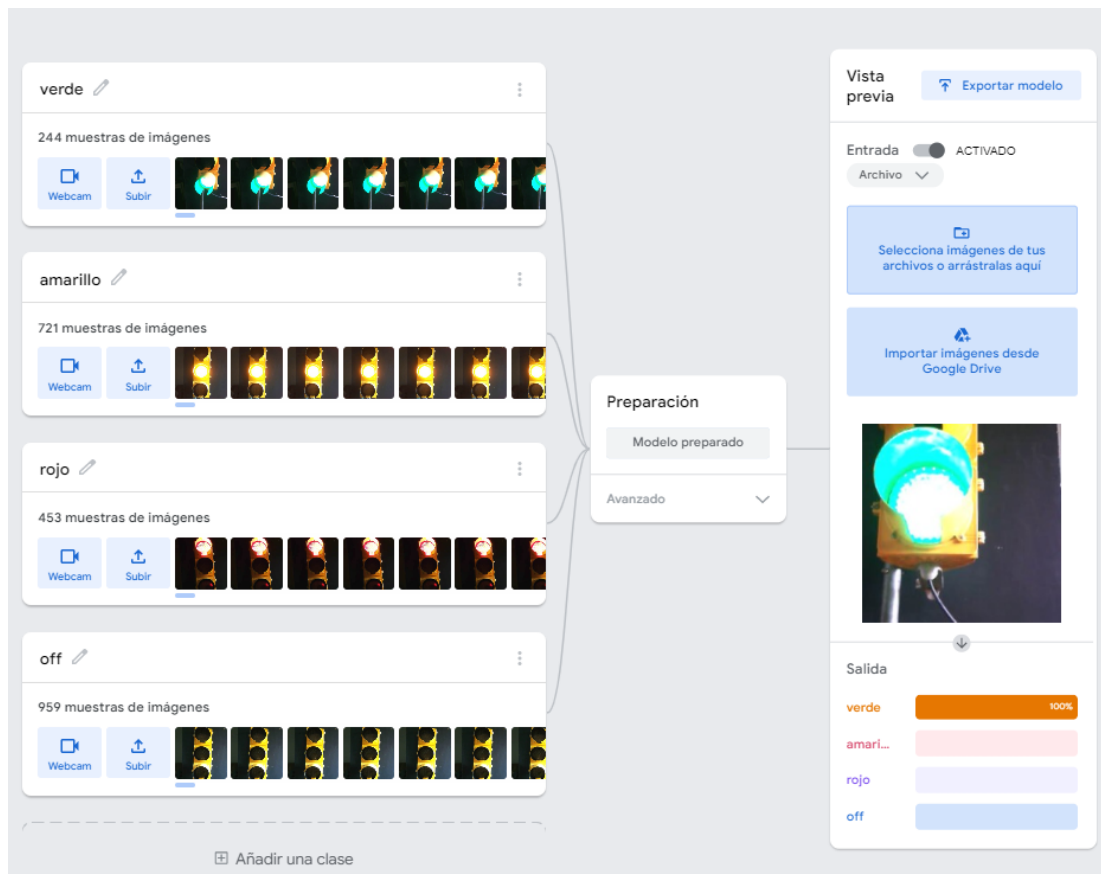 verde
244 muestras de imágenes
Webcam
Subir
amarillo
721 muestras de imágenes
Webcam
Subir
rojo
453 muestras de imágenes
Webcam
Subir
off
959 muestras de imágenes
Webcam
Subir
Añadir una clase
Preparación
Modelo preparado
Avanzado
Vista
previa
Exportar modelo
Entrada
ACTIVADO
Archivo
Selecciona imágenes de tus
archivos o arrástralas aquí
Importar imágenes desde
Google Drive
Salida
verde
100%
amari...
rojo
off